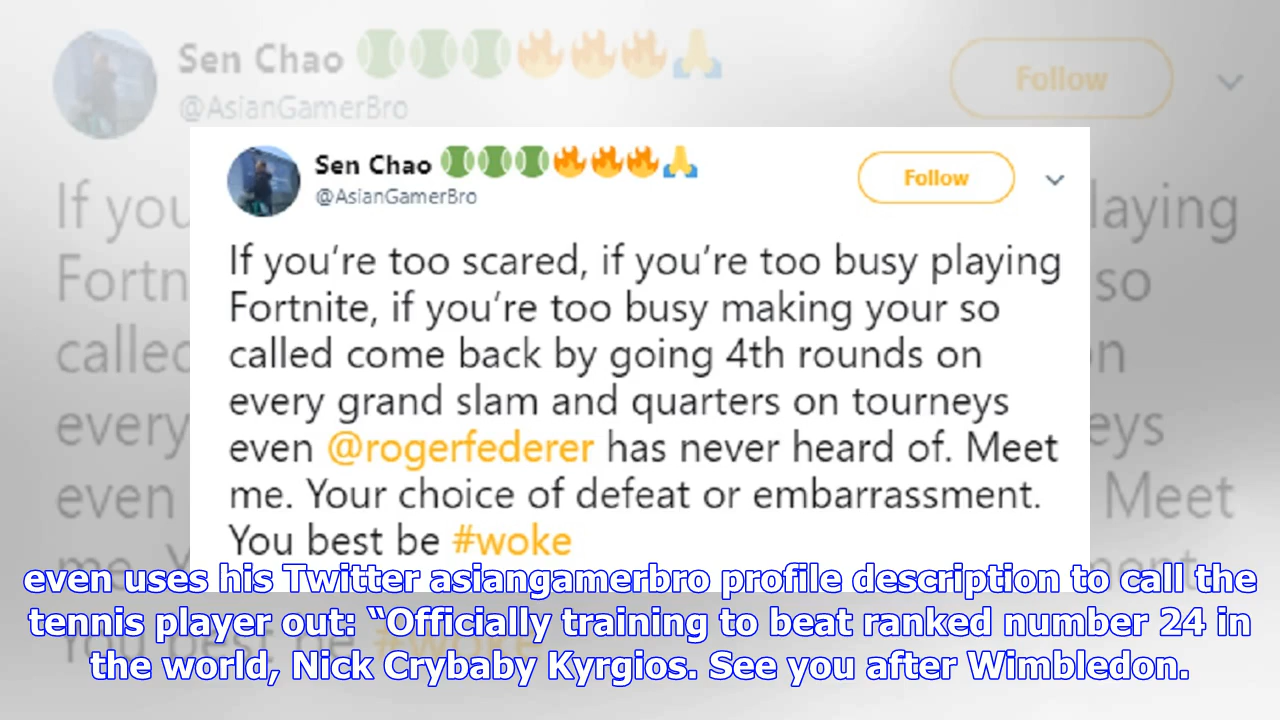 Sen Chao
@AsianGamerBro
Follow
Sen Chao 🎾🎾🎾🔥🔥🔥🙏
@AsianGamerBro
Follow
If you're too scared, if you're too busy playing
Fortnite, if you're too busy making your so
called come back by going 4th rounds on
every grand slam and quarters on tourneys
even @rogerfederer has never heard of. Meet
me. Your choice of defeat or embarrassment.
You best be #woke
even uses his Twitter asiangamerbro profile description to call the
tennis player out: “Officially training to beat ranked number 24 in
the world, Nick Crybaby Kyrgios. See you after Wimbledon.